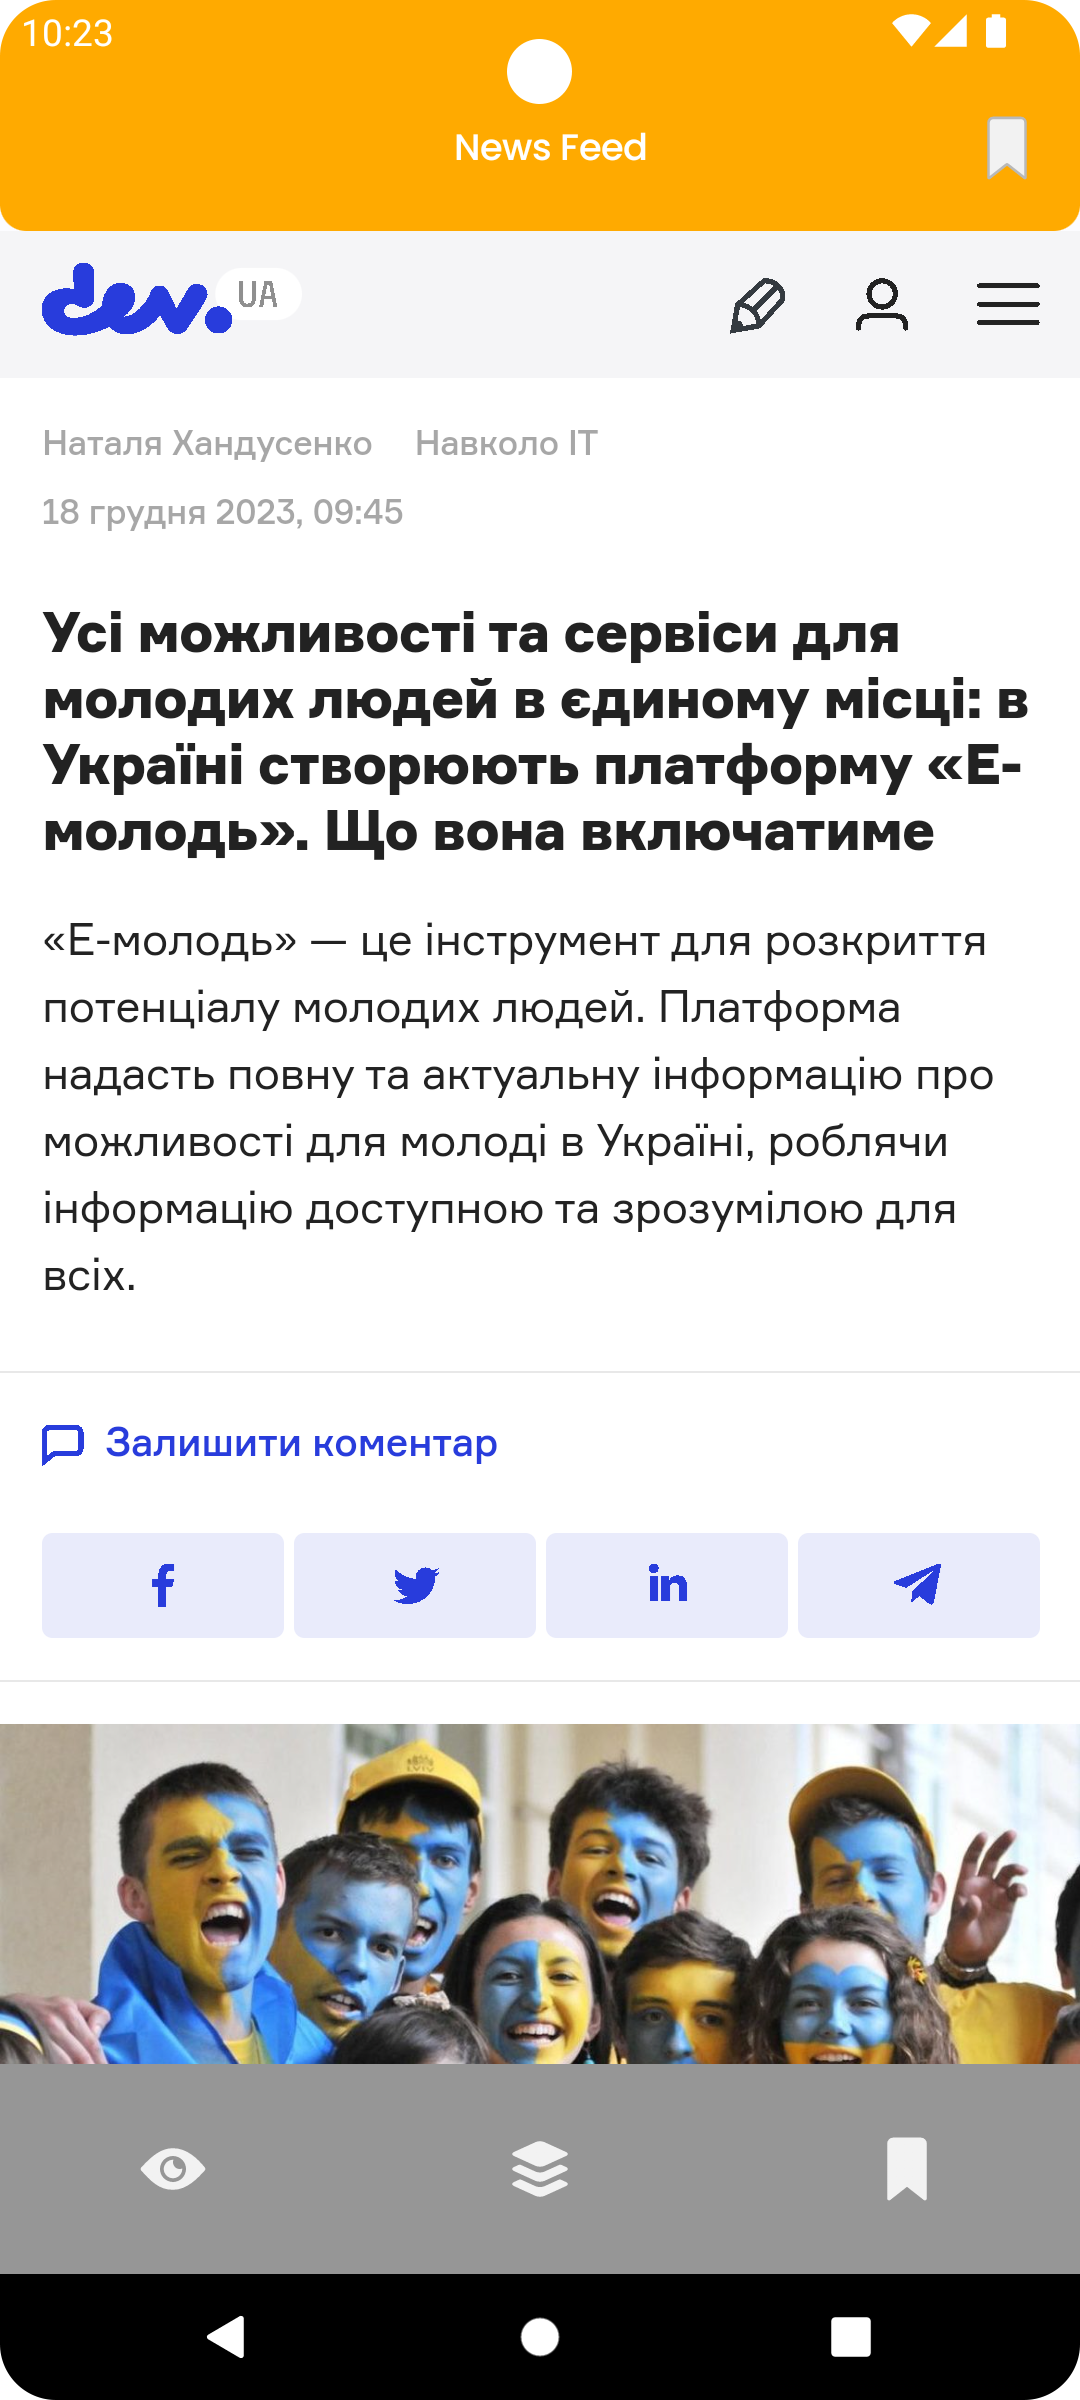 10:23
News Feed
dev.
UA
Наталя Хандусенко Навколо IT
18 грудня 2023, 09:45
Усі можливості та сервіси для
молодих людей в єдиному місці: в
Україні створюють платформу «Е-
молодь». Що вона включатиме
«Е-молодь» — це інструмент для розкриття
потенціалу молодих людей. Платформа
надасть повну та актуальну інформацію про
можливості для молоді в Україні, роблячи
інформацію доступною та зрозумілою для
всіх.
Залишити коментар
LVIV